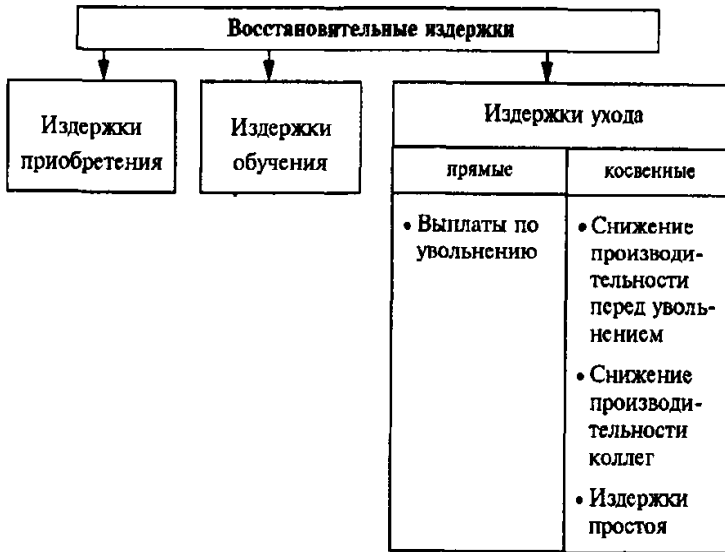 Восстановительные издержки
Издержки
приобретения
Издержки
обучения
Издержки ухода
прямые
косвенные
• Выплаты по
увольнению
• Снижение
производи-
тельности
перед уволь-
нением
• Снижение
производи-
тельности
коллег
• Издержки
простоя